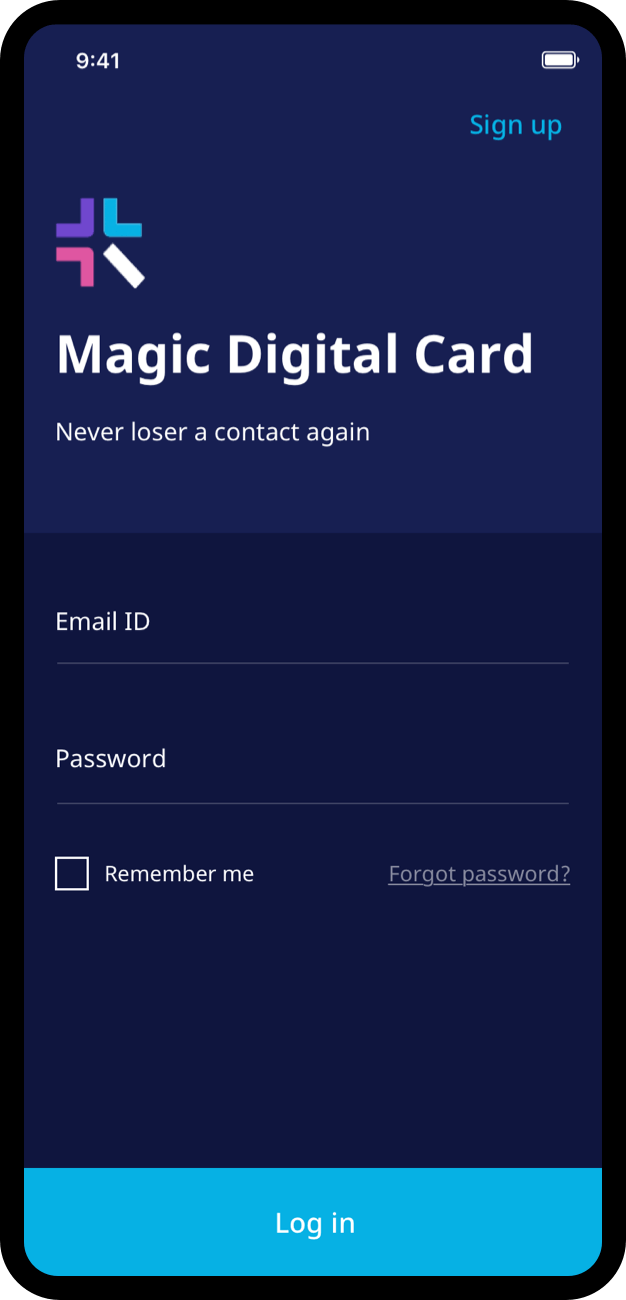 9:41
Sign up
Magic Digital Card
Never loser a contact again
Email ID
Password
Remember me
Forgot password?
Log in